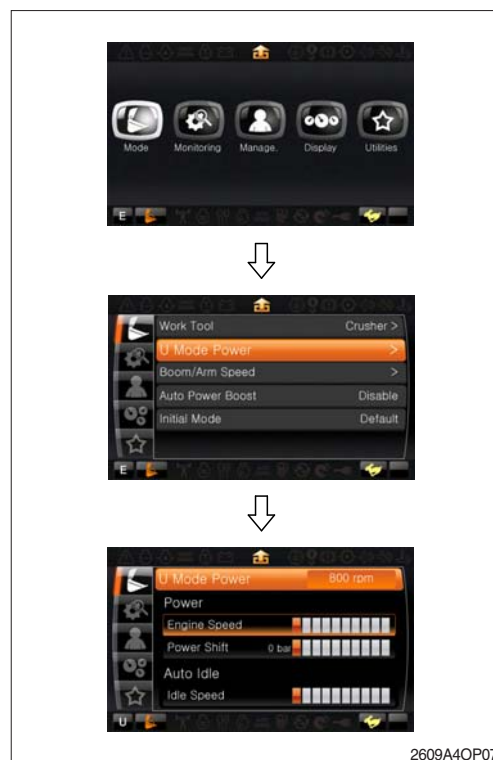 Mode Monitoring Manage. Display Utilities
E
Work Tool Crusher >
U Mode Power >
Boom/Arm Speed >
Auto Power Boost Disable
Initial Mode Default
E
U Mode Power 800 rpm
Power
Engine Speed
Power Shift 0 bar
Auto Idle
Idle Speed
U
2609A4OP07